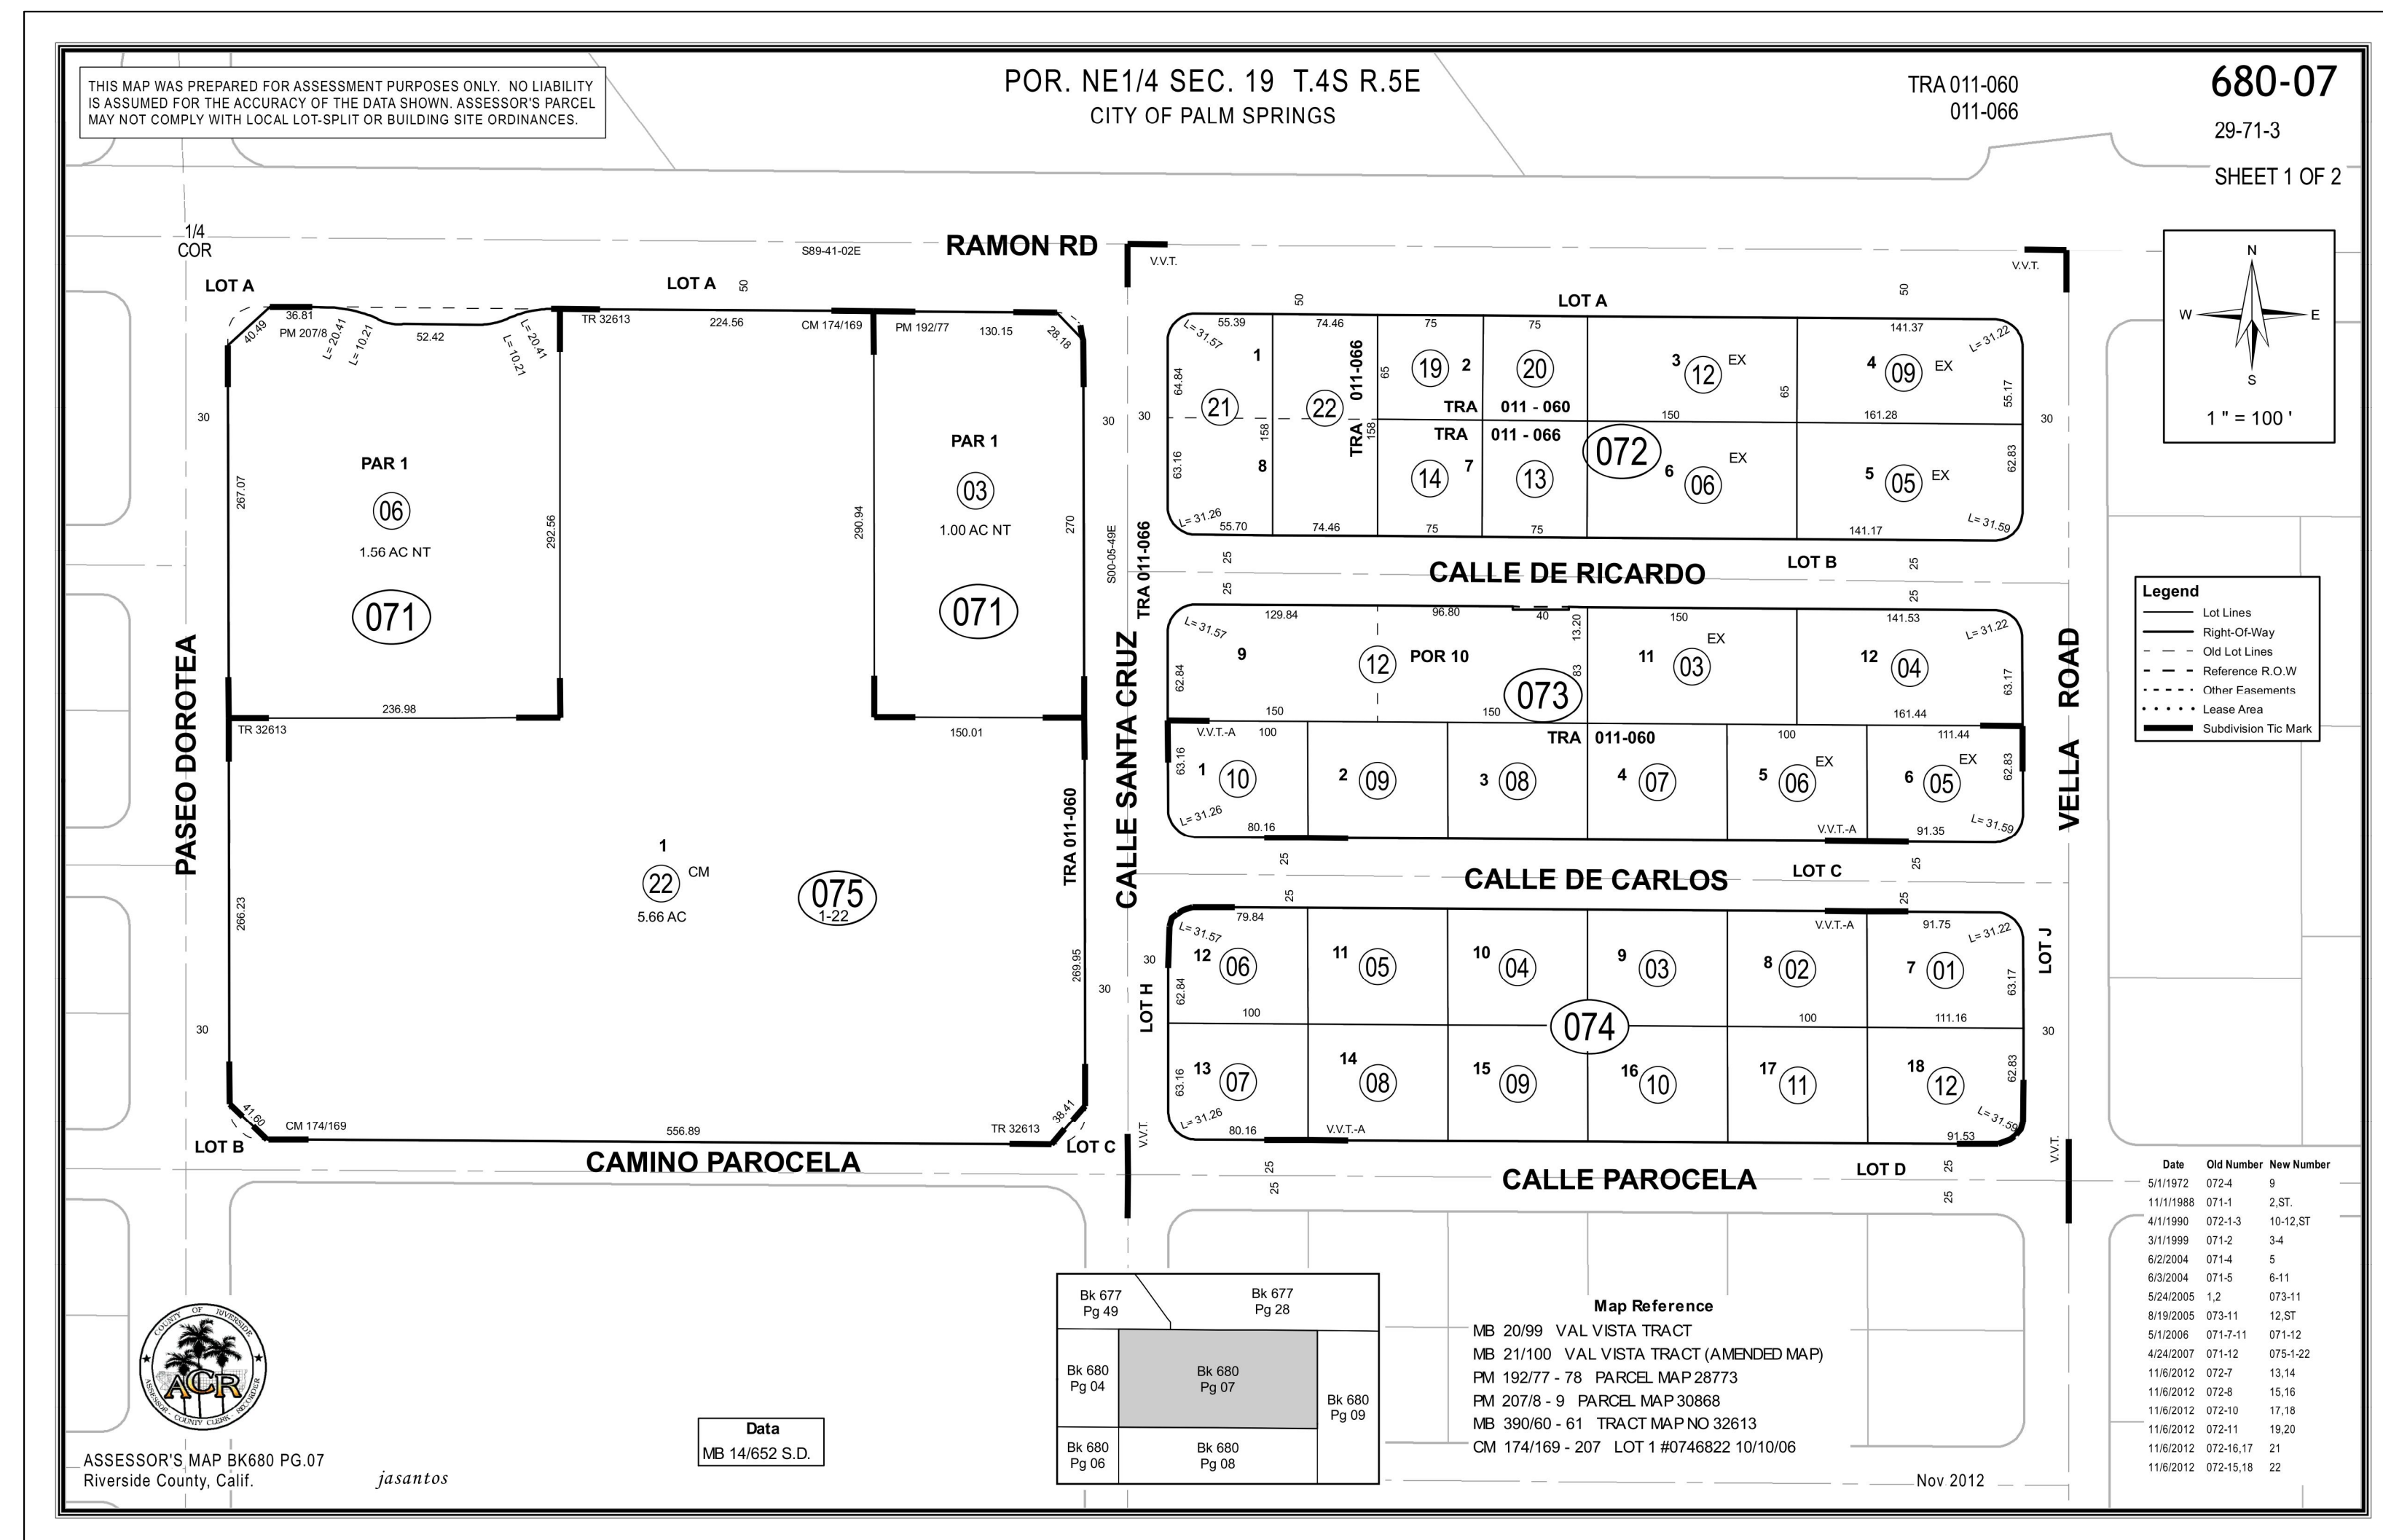 THIS MAP WAS PREPARED FOR ASSESSMENT PURPOSES ONLY. NO LIABILITY
IS ASSUMED FOR THE ACCURACY OF THE DATA SHOWN. ASSESSOR'S PARCEL
MAY NOT COMPLY WITH LOCAL LOT-SPLIT OR BUILDING SITE ORDINANCES.
POR. NE1/4 SEC. 19 T.4S R.5E
CITY OF PALM SPRINGS
TRA 011-060
011-066
680-07
29-71-3
SHEET 1 OF 2
1/4
COR
S89-41-02E
RAMON RD
V.V.T.
V.V.T.
N
W
E
S
1 " = 100 '
LOT A
LOT A
50
50
LOT A
50
40.49
36.81
PM 207/8
L= 20.41
L= 10.21
52.42
L= 10.21
L= 20.41
TR 32613
224.56
CM 174/169
PM 192/77
130.15
28.18
30
267.07
PAR 1
06
1.56 AC NT
071
292.56
236.98
TR 32613
290.94
PAR 1
03
1.00 AC NT
071
270
150.01
30
30
S00-05-49E
TRA 011-066
PASEO DOROTEA
CALLE SANTA CRUZ
TRA 011-060
266.23
30
1
22
CM
5.66 AC
075
1-22
269.95
30
30
LOT H
41.60
CM 174/169
556.89
TR 32613
38.41
LOT B
LOT C
CAMINO PAROCELA
V.V.T.
L= 31.57
55.39
74.46
75
75
141.37
L= 31.22
64.84
1
21
22
TRA 011-066
65
19
2
20
3
12
EX
65
4
09
EX
55.17
TRA 011 - 060
150
161.28
30
158
158
TRA 011 - 066
072
63.16
8
14
7
13
6
06
EX
5
05
EX
62.83
L= 31.26
55.70
74.46
75
75
141.17
L= 31.59
25
CALLE DE RICARDO
LOT B
25
25
25
129.84
96.80
40
13.20
150
141.53
L= 31.57
L= 31.22
62.84
9
12
POR 10
83
073
11
03
EX
12
04
63.17
150
150
161.44
V.V.T.-A
100
TRA 011-060
100
111.44
63.16
1
10
2
09
3
08
4
07
5
06
EX
6
05
EX
62.83
L= 31.26
80.16
V.V.T.-A
91.35
L= 31.59
VELLA ROAD
25
CALLE DE CARLOS
LOT C
25
25
25
79.84
V.V.T.-A
91.75
L= 31.57
L= 31.22
12
06
11
05
10
04
9
03
8
02
7
01
62.84
63.17
LOT J
100
074
100
111.16
30
63.16
13
07
14
08
15
09
16
10
17
11
18
12
62.83
L= 31.26
80.16
V.V.T.-A
91.53
L= 31.59
V.V.T.
25
25
CALLE PAROCELA
LOT D
25
25
Legend
Lot Lines
Right-Of-Way
Old Lot Lines
Reference R.O.W
Other Easements
Lease Area
Subdivision Tic Mark
Date Old Number New Number
5/1/1972 072-4 9
11/1/1988 071-1 2,ST.
4/1/1990 072-1-3 10-12,ST
3/1/1999 071-2 3-4
6/2/2004 071-4 5
6/3/2004 071-5 6-11
5/24/2005 1,2 073-11
8/19/2005 073-11 12,ST
5/1/2006 071-7-11 071-12
4/24/2007 071-12 075-1-22
11/6/2012 072-7 13,14
11/6/2012 072-8 15,16
11/6/2012 072-10 17,18
11/6/2012 072-11 19,20
11/6/2012 072-16,17 21
11/6/2012 072-15,18 22
Bk 677
Pg 49
Bk 677
Pg 28
Bk 680
Pg 04
Bk 680
Pg 07
Bk 680
Pg 09
Bk 680
Pg 06
Bk 680
Pg 08
Map Reference
MB 20/99 VAL VISTA TRACT
MB 21/100 VAL VISTA TRACT (AMENDED MAP)
PM 192/77 - 78 PARCEL MAP 28773
PM 207/8 - 9 PARCEL MAP 30868
MB 390/60 - 61 TRACT MAP NO 32613
CM 174/169 - 207 LOT 1 #0746822 10/10/06
COUNTY OF RIVERSIDE
ACR
ASSESSOR - COUNTY CLERK - RECORDER
Data
MB 14/652 S.D.
ASSESSOR'S MAP BK680 PG.07
Riverside County, Calif.
jasantos
Nov 2012